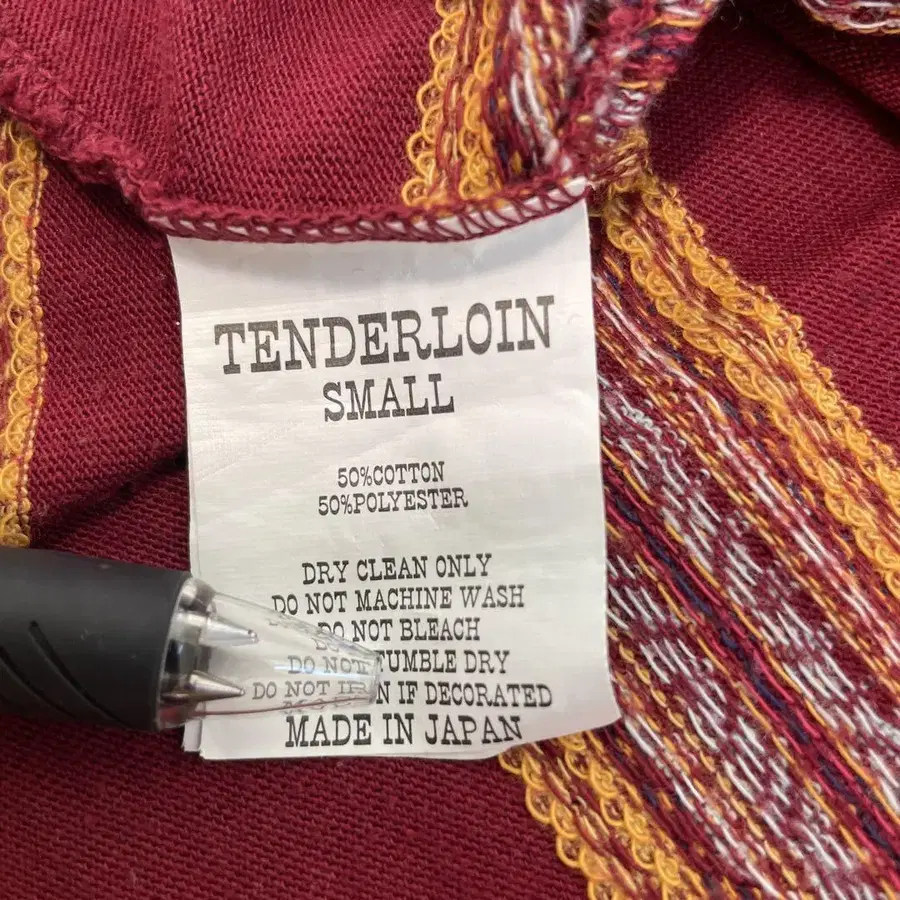 TENDERLOIN
SMALL
50%COTTON
50%POLYESTER
DRY CLEAN ONLY
DO NOT MACHINE WASH
DO NOT BLEACH
DO NOT TUMBLE DRY
DO NOT IRON IF DECORATED
MADE IN JAPAN